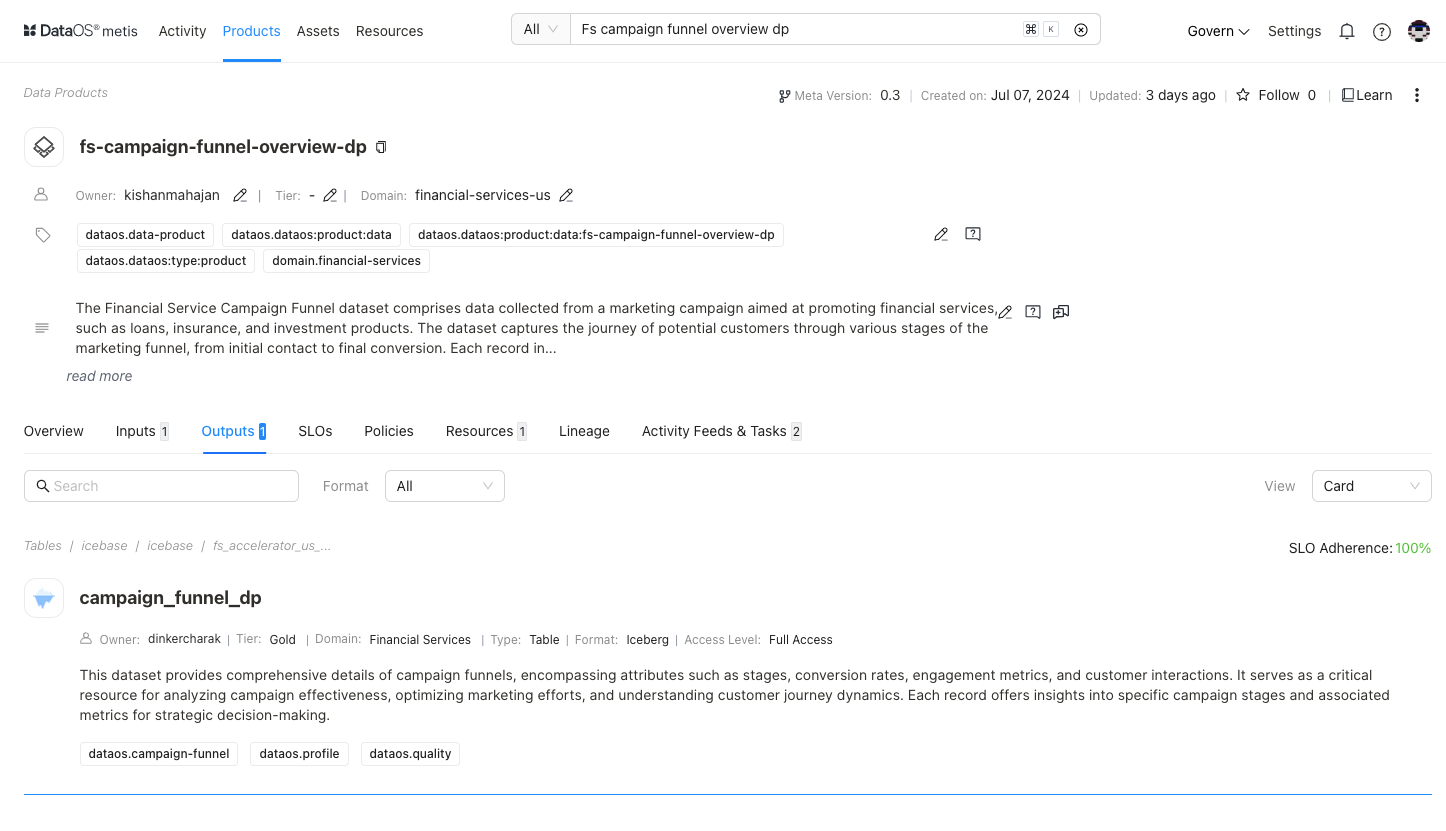 DataOS® metis Activity Products Assets Resources All Fs campaign funnel overview dp ⌘ K Govern Settings ?
Data Products Meta Version: 0.3 | Created on: Jul 07, 2024 | Updated: 3 days ago | Follow 0 | Learn
fs-campaign-funnel-overview-dp
Owner: kishanmahajan | Tier: - | Domain: financial-services-us
dataos.data-product dataos.dataos:product:data dataos.dataos:product:data:fs-campaign-funnel-overview-dp ?
dataos.dataos:type:product domain.financial-services
The Financial Service Campaign Funnel dataset comprises data collected from a marketing campaign aimed at promoting financial services, ?
such as loans, insurance, and investment products. The dataset captures the journey of potential customers through various stages of the
marketing funnel, from initial contact to final conversion. Each record in...
read more
Overview Inputs 1 Outputs 1 SLOs Policies Resources 1 Lineage Activity Feeds & Tasks 2
Search Format All View Card
Tables / icebase / icebase / fs_accelerator_us_... SLO Adherence: 100%
campaign_funnel_dp
Owner: dinkercharak | Tier: Gold | Domain: Financial Services | Type: Table | Format: Iceberg | Access Level: Full Access
This dataset provides comprehensive details of campaign funnels, encompassing attributes such as stages, conversion rates, engagement metrics, and customer interactions. It serves as a critical
resource for analyzing campaign effectiveness, optimizing marketing efforts, and understanding customer journey dynamics. Each record offers insights into specific campaign stages and associated
metrics for strategic decision-making.
dataos.campaign-funnel dataos.profile dataos.quality